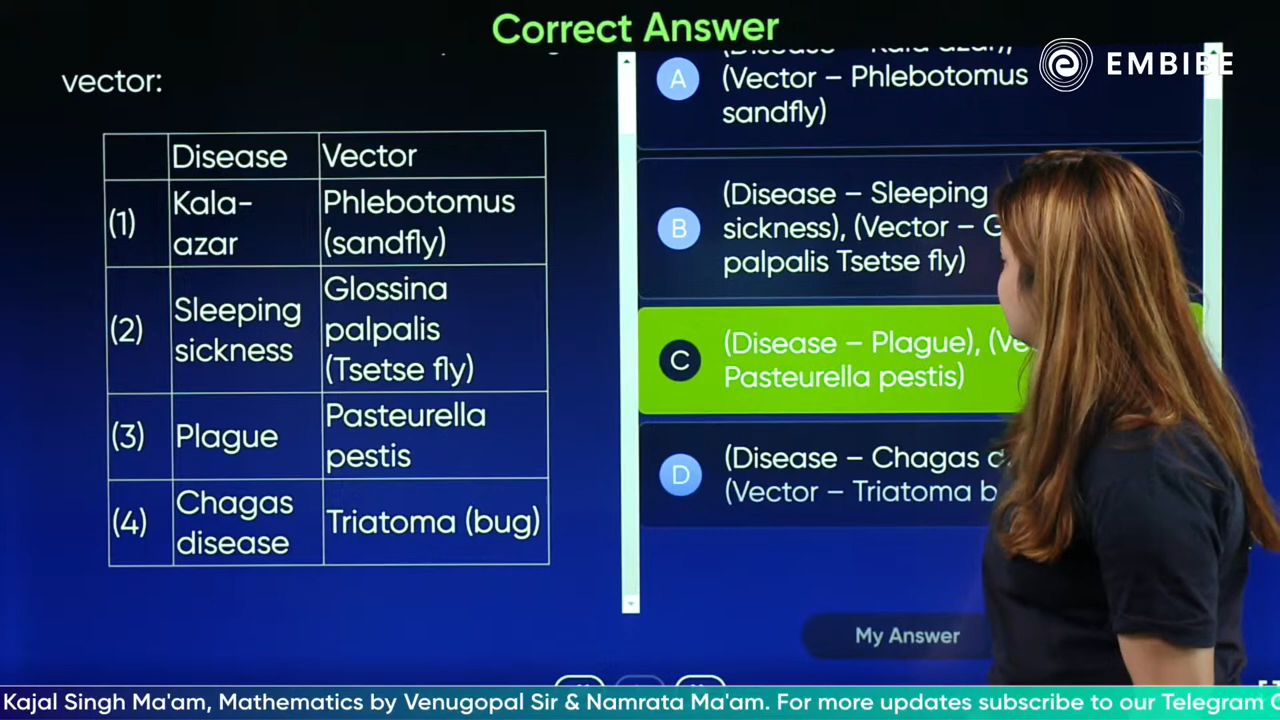 Correct Answer
EMBIBE
vector:
Disease Vector
(1) Kala-
azar
Phlebotomus
(sandfly)
(2) Sleeping
sickness
Glossina
palpalis
(Tsetse fly)
(3) Plague
Pasteurella
pestis
(4) Chagas
disease
Triatoma (bug)
A
(Vector – Phlebotomus
sandfly)
B
(Disease – Sleeping
sickness), (Vector – G
palpalis Tsetse fly)
C
(Disease – Plague), (Ve
Pasteurella pestis)
D
(Disease – Chagas d
(Vector – Triatoma b
My Answer
Kajal Singh Ma'am, Mathematics by Venugopal Sir & Namrata Ma'am. For more updates subscribe to our Telegram